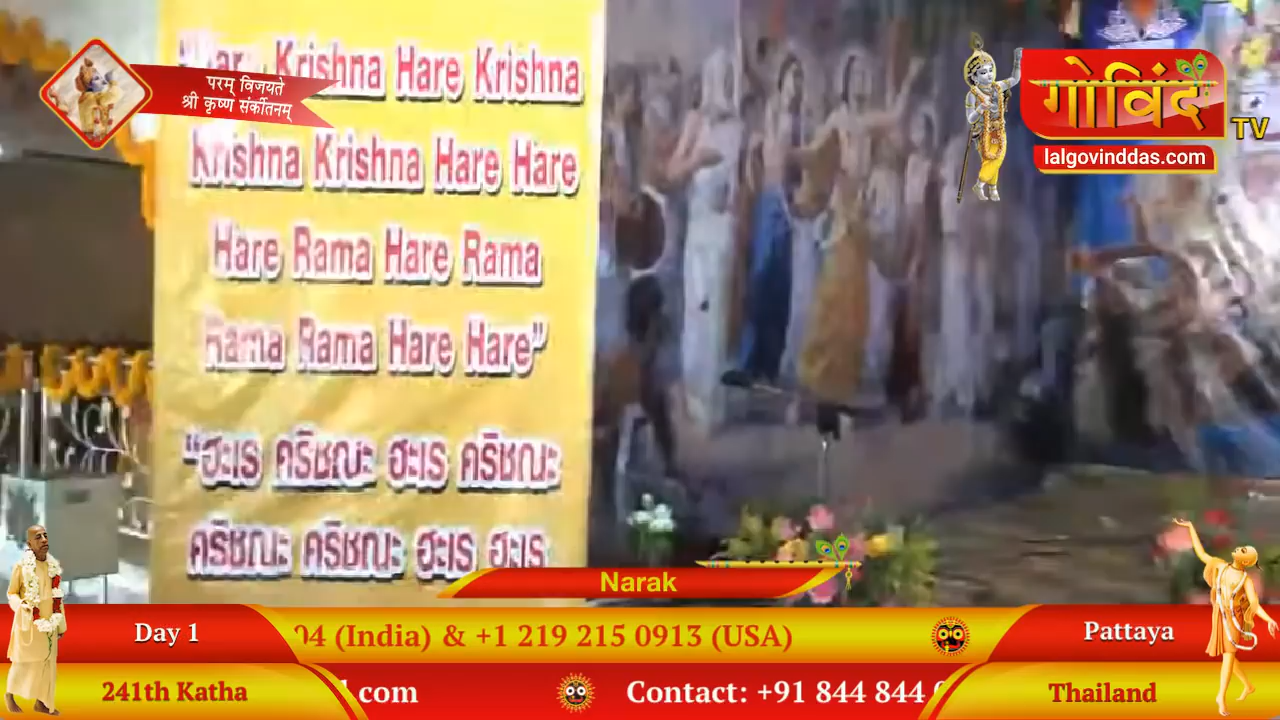 परम् विजयते
श्री कृष्ण संकीर्तनम्
गोविंद
TV
lalgovinddas.com
Krishna Hare Krishna
Krishna Krishna Hare Hare
Hare Rama Hare Rama
Rama Rama Hare Hare”
“ฮะเร คริชณะ ฮะเร คริชณะ
คริชณะ คริชณะ ฮะเร ฮะเร
Narak
Day 1
04 (India) & +1 219 215 0913 (USA)
Pattaya
241th Katha
.com
Contact: +91 844 844
Thailand